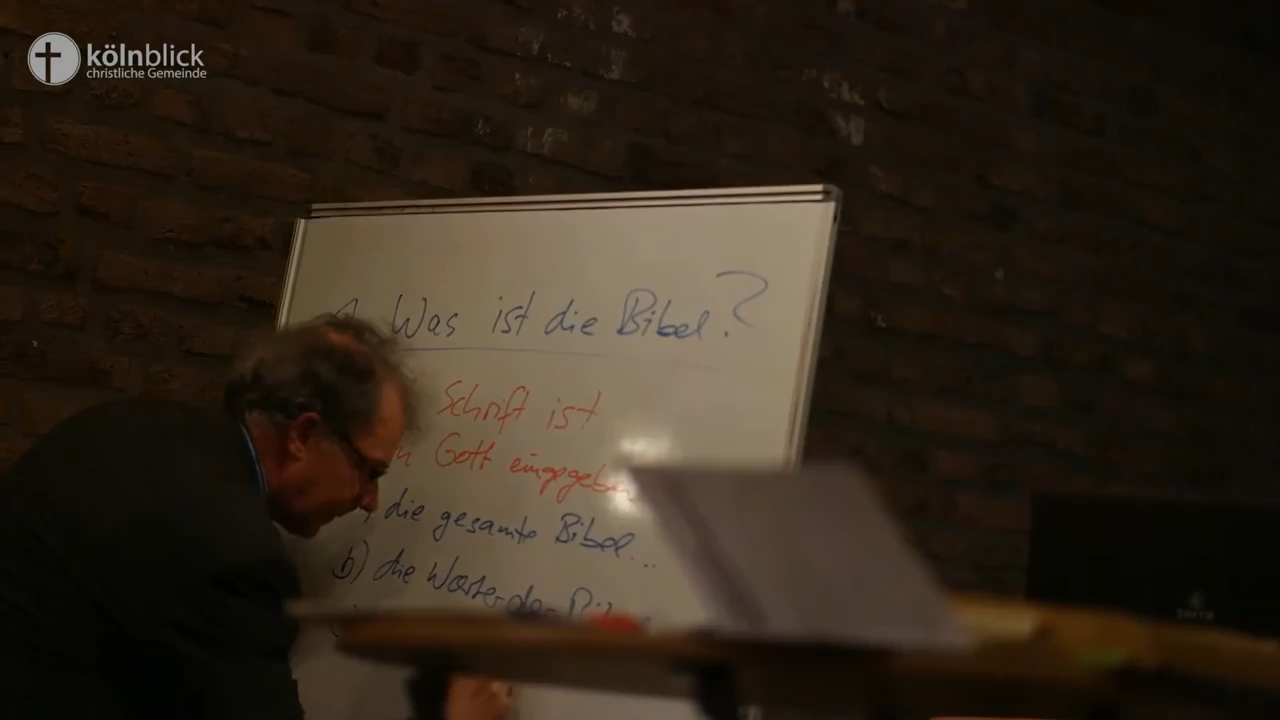 kölnblick
christliche Gemeinde
Was ist die Bibel?
Schrift ist
Gott eingegeben
die gesamte Bibel...
b) die Worte der